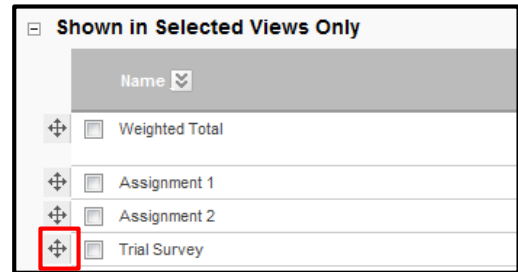 Shown in Selected Views Only
Name
Weighted Total
Assignment 1
Assignment 2
Trial Survey